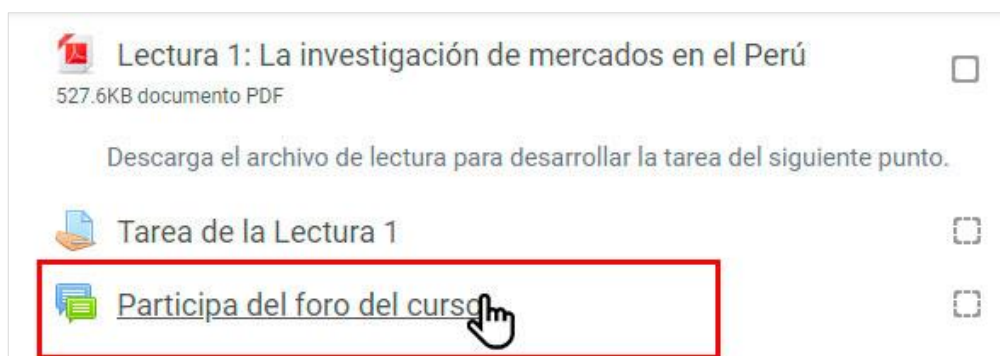 Lectura 1: La investigación de mercados en el Perú
527.6KB documento PDF
Descarga el archivo de lectura para desarrollar la tarea del siguiente punto.
Tarea de la Lectura 1
Participa del foro del curso